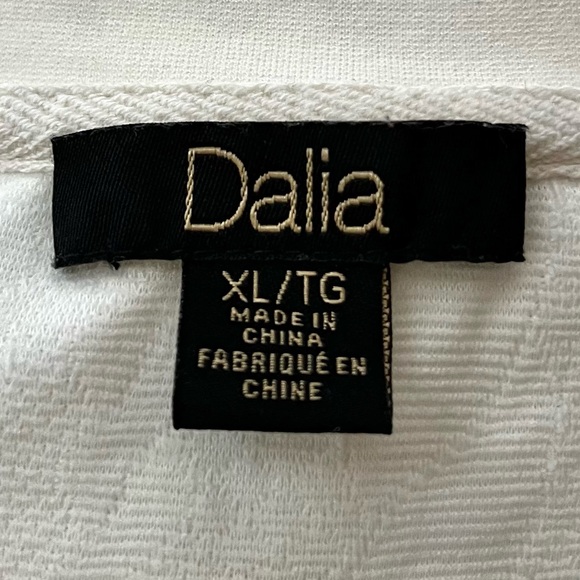 Dalia
XL/TG
MADE IN
CHINA
FABRIQUÉ EN
CHINE